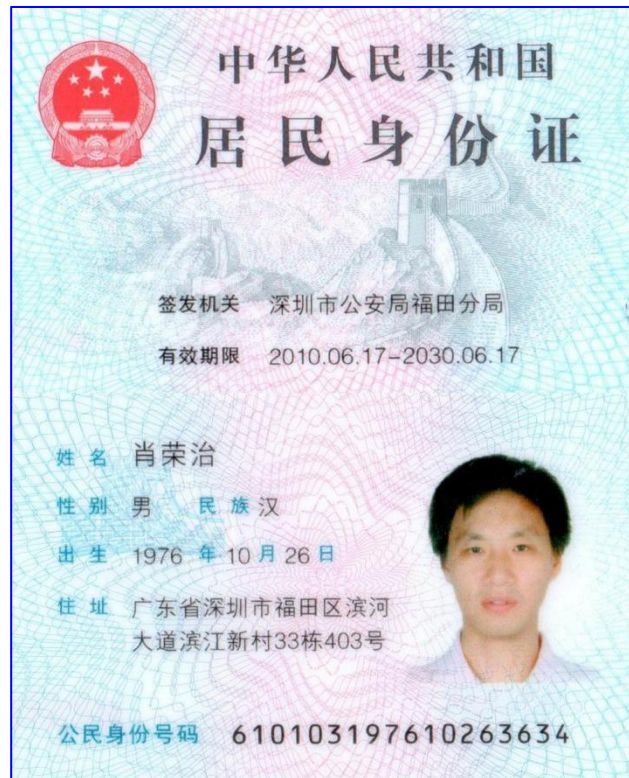 中华人民共和国
居民身份证
签发机关 深圳市公安局福田分局
有效期限 2010.06.17-2030.06.17
姓名 肖荣治
性别 男 民族 汉
出生 1976 年 10 月 26 日
住址 广东省深圳市福田区滨河
大道滨江新村33栋403号
公民身份号码 610103197610263634